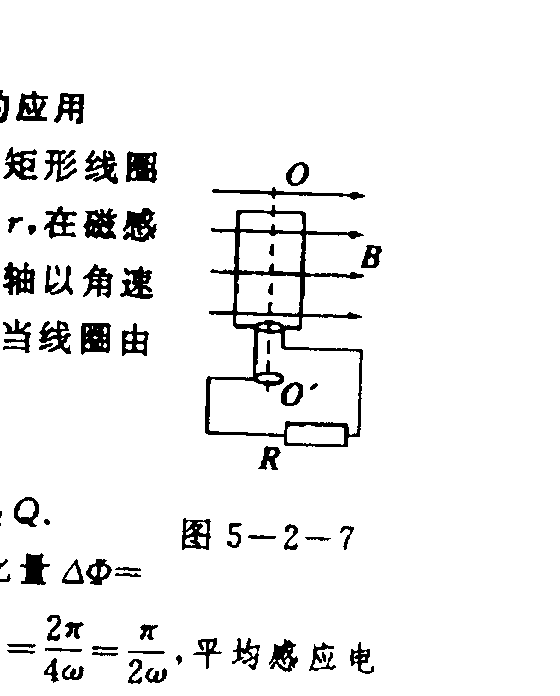 的应用
矩形线圈
r,在磁感
轴以角速
当线圈由
O
B
O′
R
Q.
图 5-2-7
量 ΔΦ=
=2π/4ω=π/2ω,平均感应电